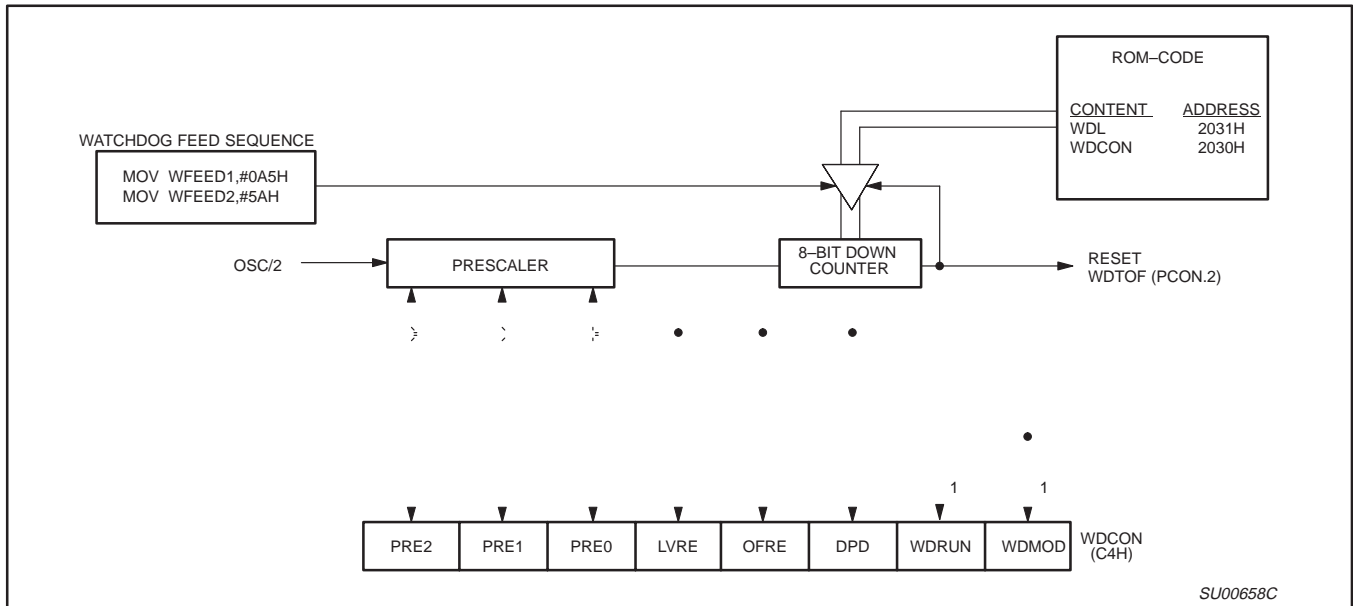 ROM–CODE
CONTENT ADDRESS
WDL 2031H
WDCON 2030H
WATCHDOG FEED SEQUENCE
MOV WFEED1,#0A5H
MOV WFEED2,#5AH
OSC/2
PRESCALER
8–BIT DOWN
COUNTER
RESET
WDTOF (PCON.2)
1 1
PRE2 PRE1 PRE0 LVRE OFRE DPD WDRUN WDMOD
WDCON
(C4H)
SU00658C